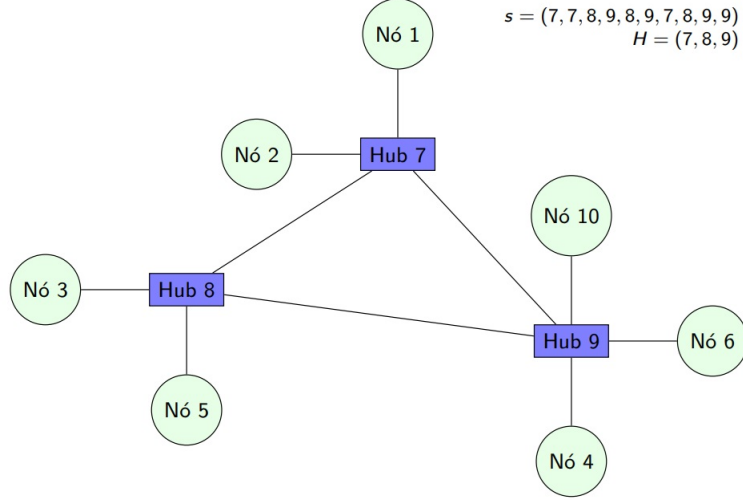 s = (7, 7, 8, 9, 8, 9, 7, 8, 9, 9)
H = (7, 8, 9)
Nó 1
Nó 2
Hub 7
Nó 10
Nó 3
Hub 8
Hub 9
Nó 6
Nó 5
Nó 4